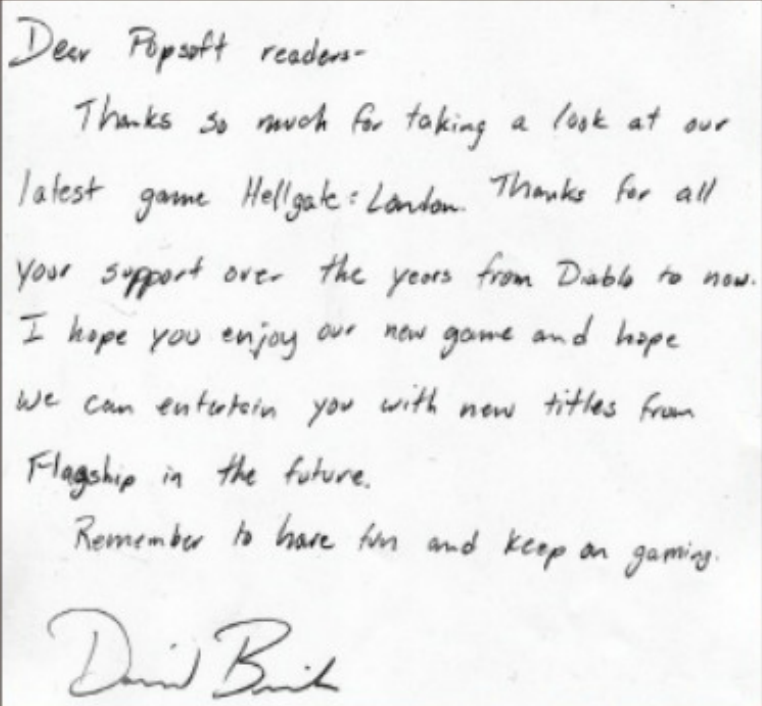 Dear Popsoft readers-
Thanks so much for taking a look at our
latest game Hellgate: London. Thanks for all
your support over the years from Diablo to now.
I hope you enjoy our new game and hope
we can entertain you with new titles from
Flagship in the future.
Remember to have fun and keep on gaming.
David B